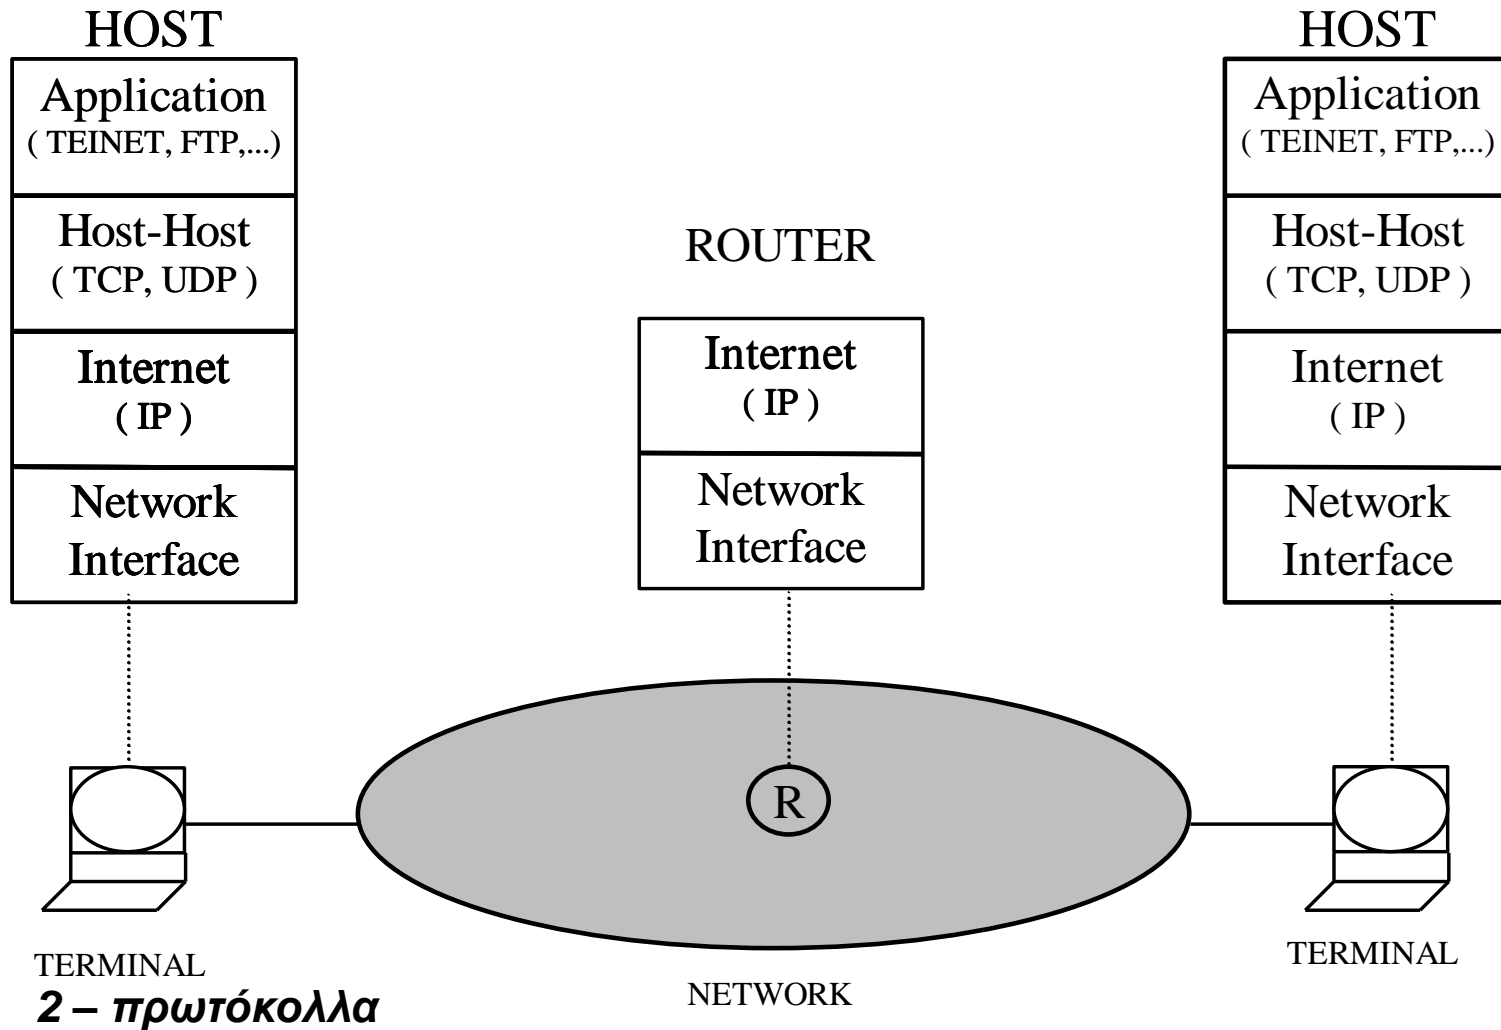 HOST
Application
( TEINET, FTP,...)
Host-Host
( TCP, UDP )
Internet
( IP )
Network
Interface
ROUTER
Internet
( IP )
Network
Interface
HOST
Application
( TEINET, FTP,...)
Host-Host
( TCP, UDP )
Internet
( IP )
Network
Interface
R
TERMINAL
NETWORK
TERMINAL
2 – πρωτόκολλα